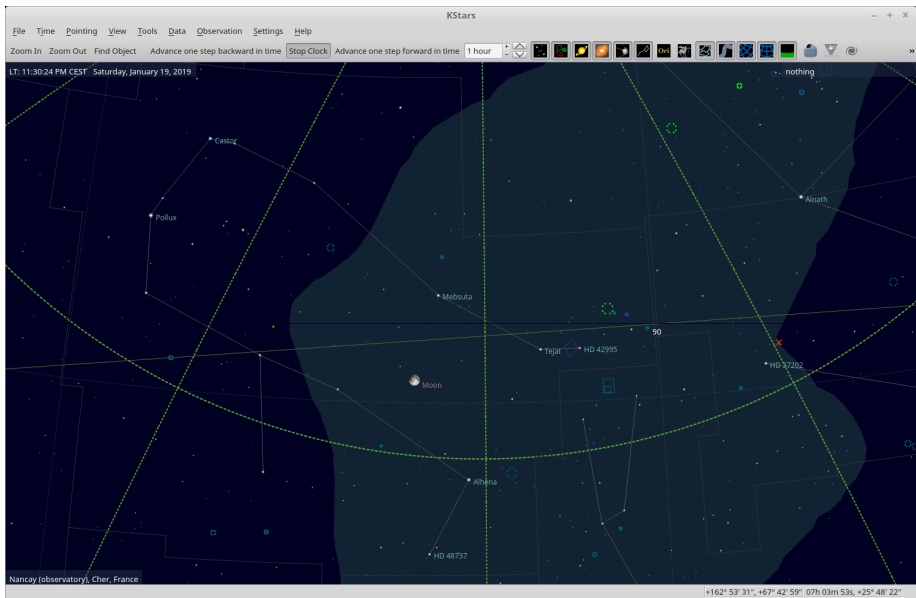 KStars
File Time Pointing View Tools Data Observation Settings Help
Zoom In Zoom Out Find Object Advance one step backward in time Stop Clock Advance one step forward in time 1 hour Ori »
LT: 11:30:24 PM CEST Saturday, January 19, 2019
nothing
Castor
Alnath
Pollux
Mebsuta
90
Tejat
HD 42995
HD 37202
Moon
Alhena
HD 48737
Nancay (observatory), Cher, France
+162° 53' 31", +67° 42' 59" 07h 03m 53s, +25° 48' 22"